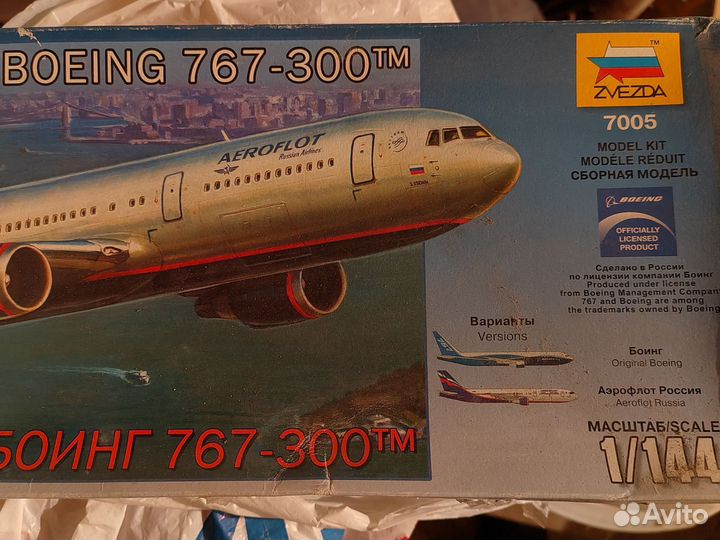 BOEING 767-300™
AEROFLOT
Russian Airlines
ZVEZDA™
7005
MODEL KIT
MODÈLE RÉDUIT
СБОРНАЯ МОДЕЛЬ
BOEING
OFFICIALLY
LICENSED
PRODUCT
Сделано в России
по лицензии компании Боинг
Produced under license
from Boeing Management Compan
767 and Boeing are among
the trademarks owned by Boeing
Варианты
Versions
Боинг
Original Boeing
Аэрофлот Россия
Aeroflot Russia
МАСШТАБ/SCALE
1/144
БОИНГ 767-300™
Avito